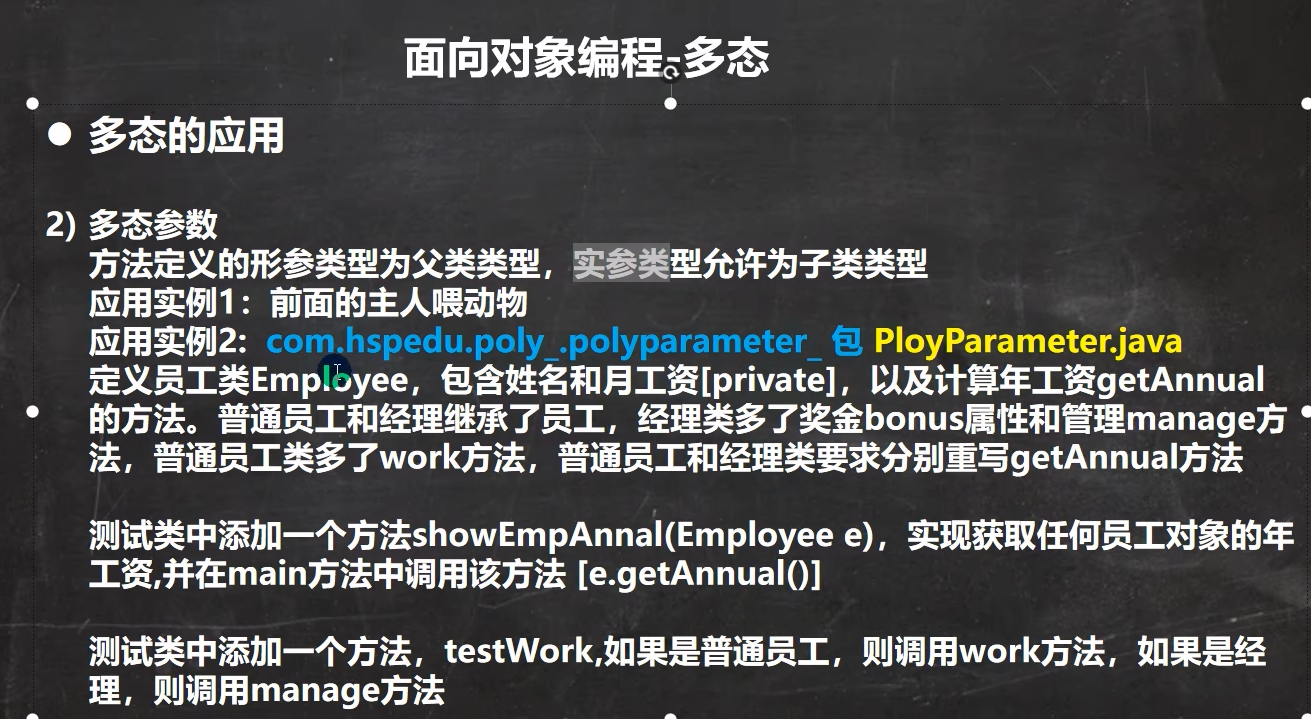 面向对象编程-多态
● 多态的应用
2) 多态参数
方法定义的形参类型为父类类型，实参类型允许为子类类型
应用实例1：前面的主人喂动物
应用实例2：com.hspedu.poly_.polyparameter_ 包 PloyParameter.java
定义员工类Employee，包含姓名和月工资[private]，以及计算年工资getAnnual
的方法。普通员工和经理继承了员工，经理类多了奖金bonus属性和管理manage方
法，普通员工类多了work方法，普通员工和经理类要求分别重写getAnnual方法
测试类中添加一个方法showEmpAnnal(Employee e)，实现获取任何员工对象的年
工资,并在main方法中调用该方法 [e.getAnnual()]
测试类中添加一个方法，testWork,如果是普通员工，则调用work方法，如果是经
理，则调用manage方法